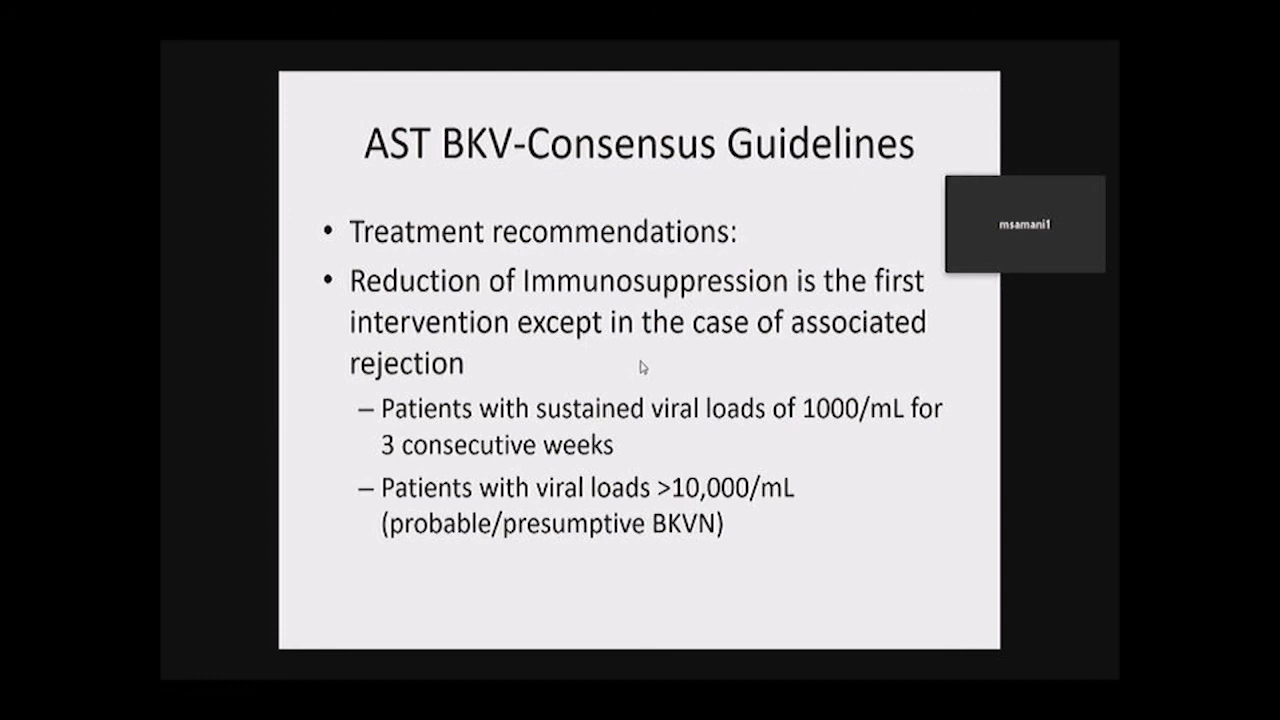 AST BKV-Consensus Guidelines
• Treatment recommendations:
• Reduction of Immunosuppression is the first
intervention except in the case of associated
rejection
– Patients with sustained viral loads of 1000/mL for
3 consecutive weeks
– Patients with viral loads >10,000/mL
(probable/presumptive BKVN)
msamani1